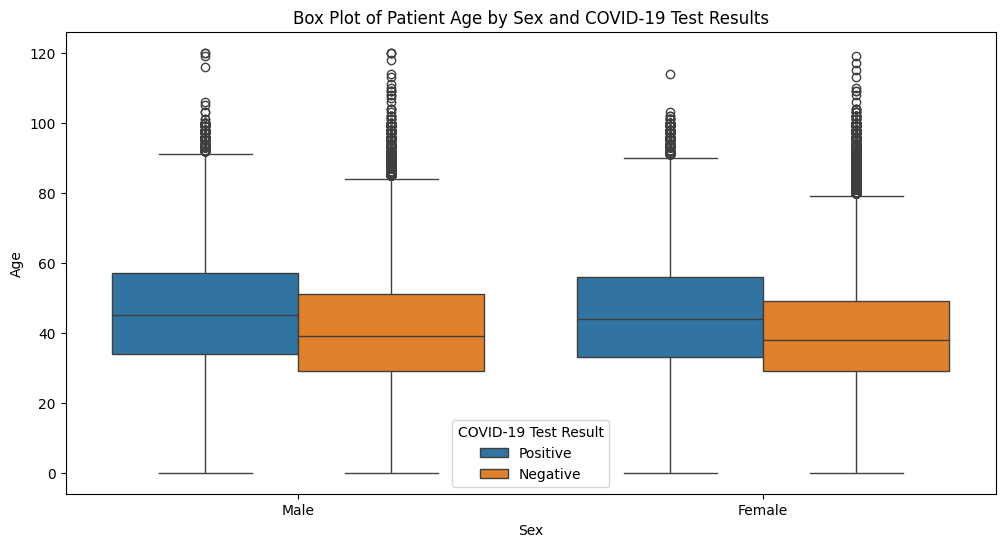 Box Plot of Patient Age by Sex and COVID-19 Test Results
120
100
80
60
40
20
0
Age
COVID-19 Test Result
Positive
Negative
Male
Female
Sex